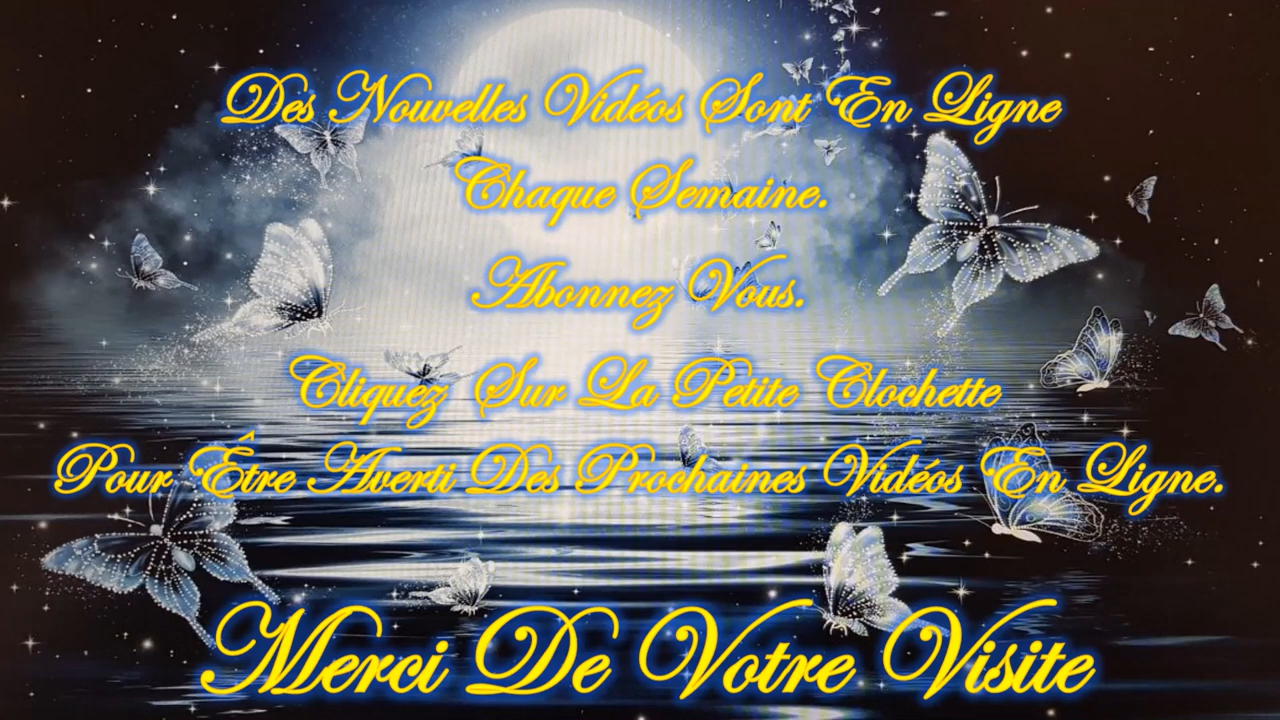 Des Nouvelles Vidéos Sont En Ligne
Chaque Semaine.
Abonnez Vous.
Cliquez Sur La Petite Clochette
Pour Être Averti Des Prochaines Vidéos En Ligne.
Merci De Votre Visite